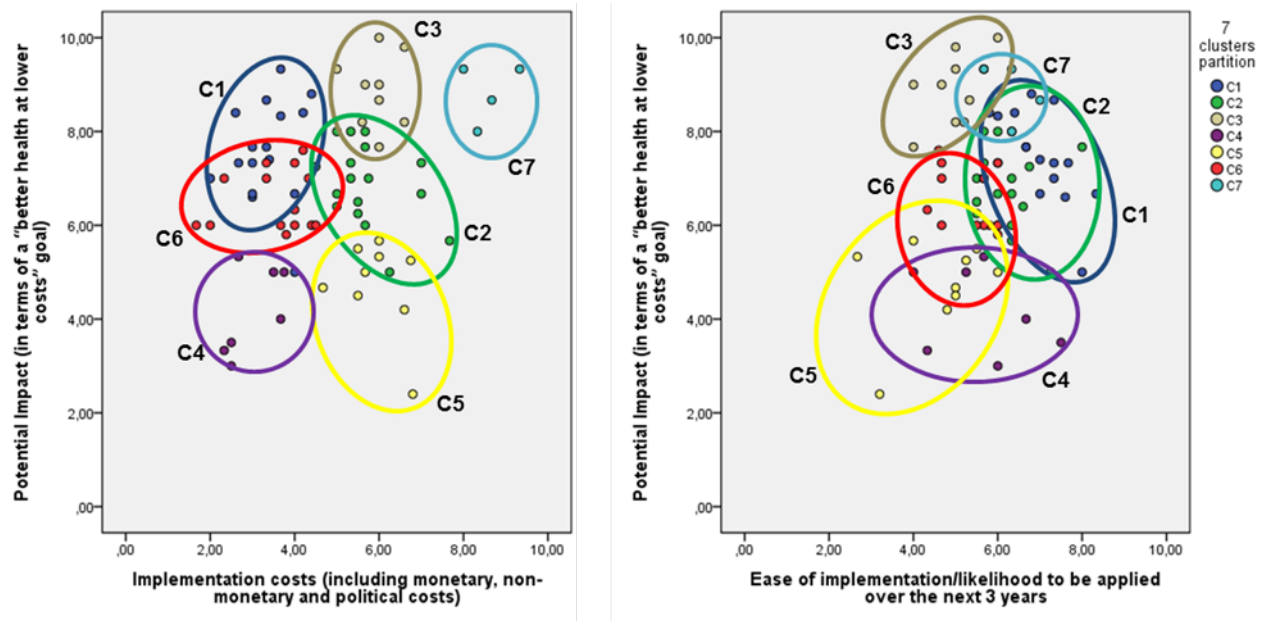 Potential Impact (in terms of a "better health at lower
costs" goal)
10,00
8,00
6,00
4,00
2,00
,00
C1
C3
C7
C6
C2
C4
C5
,00 2,00 4,00 6,00 8,00 10,00
Implementation costs (including monetary, non-
monetary and political costs)
Potential Impact (in terms of a "better health at lower
costs" goal)
10,00
8,00
6,00
4,00
2,00
,00
C3
C7
C2
C6
C1
C5
C4
,00 2,00 4,00 6,00 8,00 10,00
Ease of implementation/likelihood to be applied
over the next 3 years
7
clusters
partition
C1
C2
C3
C4
C5
C6
C7